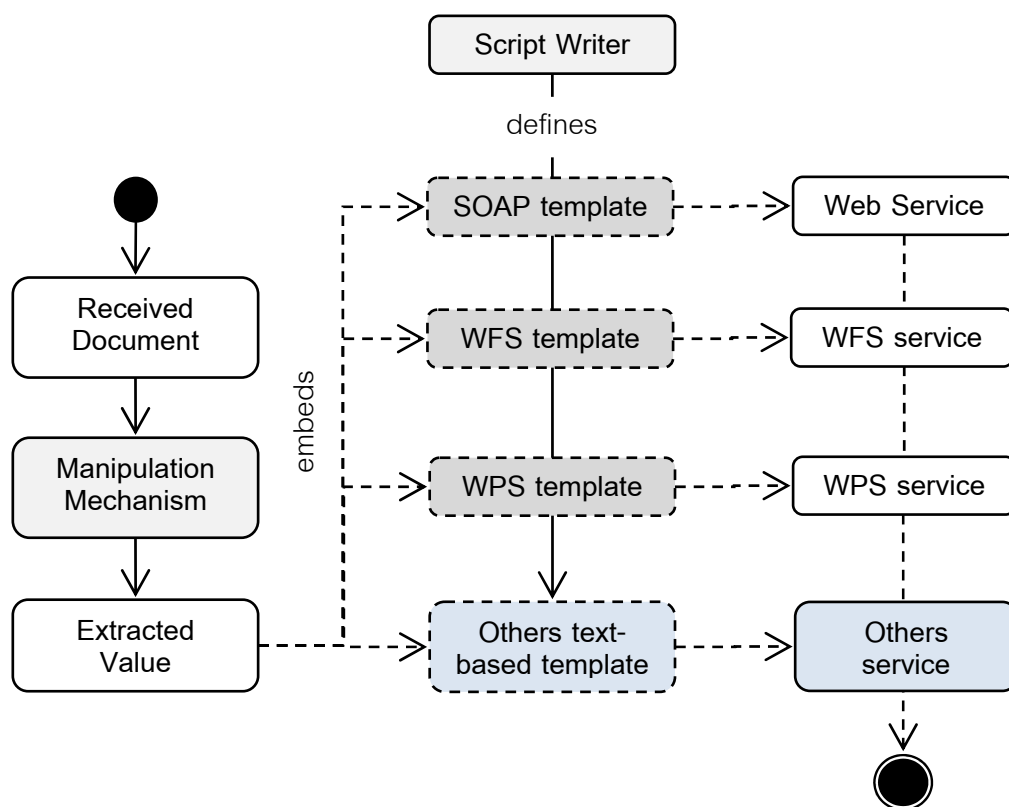 Script Writer
defines
SOAP template
Web Service
Received
Document
WFS template
WFS service
embeds
Manipulation
Mechanism
WPS template
WPS service
Extracted
Value
Others text-
based template
Others
service